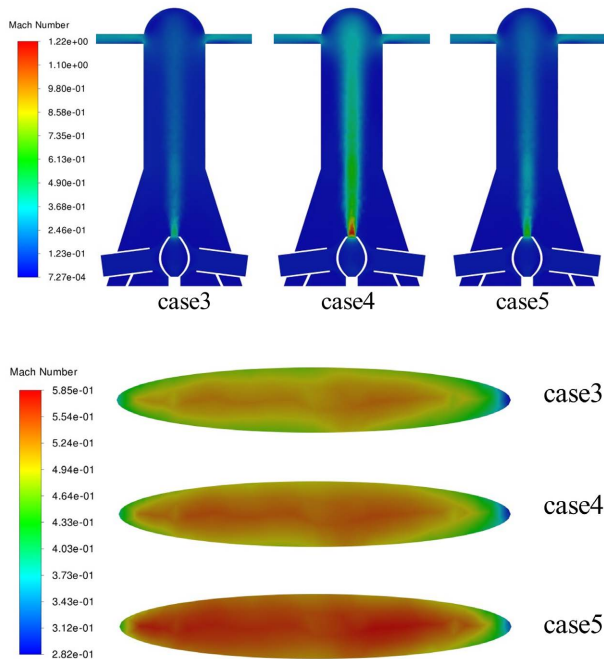 Mach Number
1.22e+00
1.10e+00
9.80e-01
8.58e-01
7.35e-01
6.13e-01
4.90e-01
3.68e-01
2.46e-01
1.23e-01
7.27e-04
case3
case4
case5
Mach Number
5.85e-01
5.54e-01
5.24e-01
4.94e-01
4.64e-01
4.33e-01
4.03e-01
3.73e-01
3.43e-01
3.12e-01
2.82e-01
case3
case4
case5